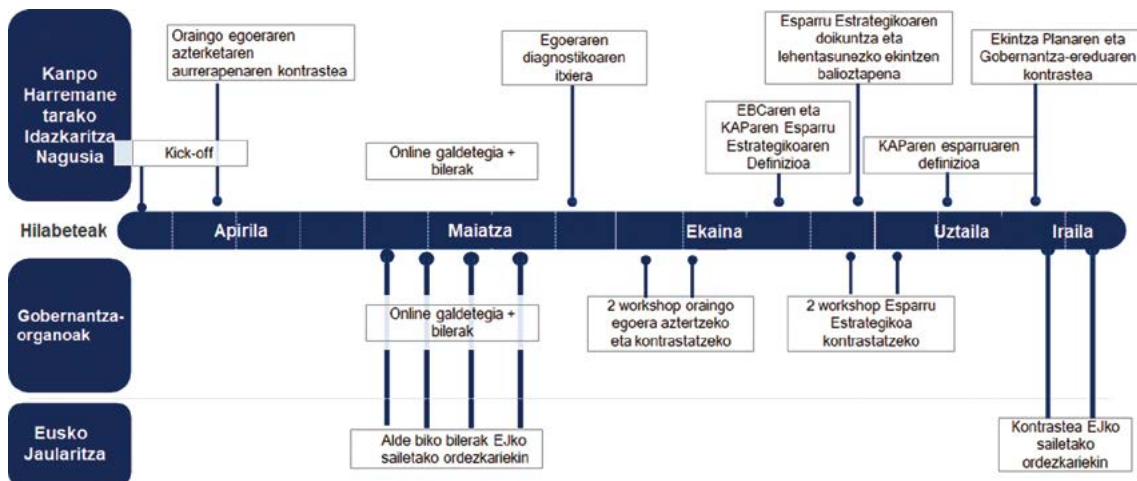 Kanpo
Harremane
tarako
Idazkaritza
Nagusia
Oraingo egoeraren
azterketaren
aurrerapenaren kontrastea
Kick-off
Online galdetegia +
bilerak
Egoeraren
diagnostikoaren
itxiera
EBCaren eta
KAParen Esparru
Estrategikoaren
Definizioa
Esparru Estrategikoaren
doikuntza eta
lehentasunezko ekintzen
balioztapena
KAParen esparruaren
definizioa
Ekintza Planaren eta
Gobernantza-ereduaren
kontrastea
Hilabeteak
Apirila
Maiatza
Ekaina
Uztaila
Iraila
Gobernantza-
organoak
Online galdetegia +
bilerak
2 workshop oraingo
egoera aztertzeko
eta kontrastatzeko
2 workshop Esparru
Estrategikoa
kontrastatzeko
Eusko
Jaularitza
Alde biko bilerak EJko
sailetako ordezkariekin
Kontrastea EJko
sailetako
ordezkariekin